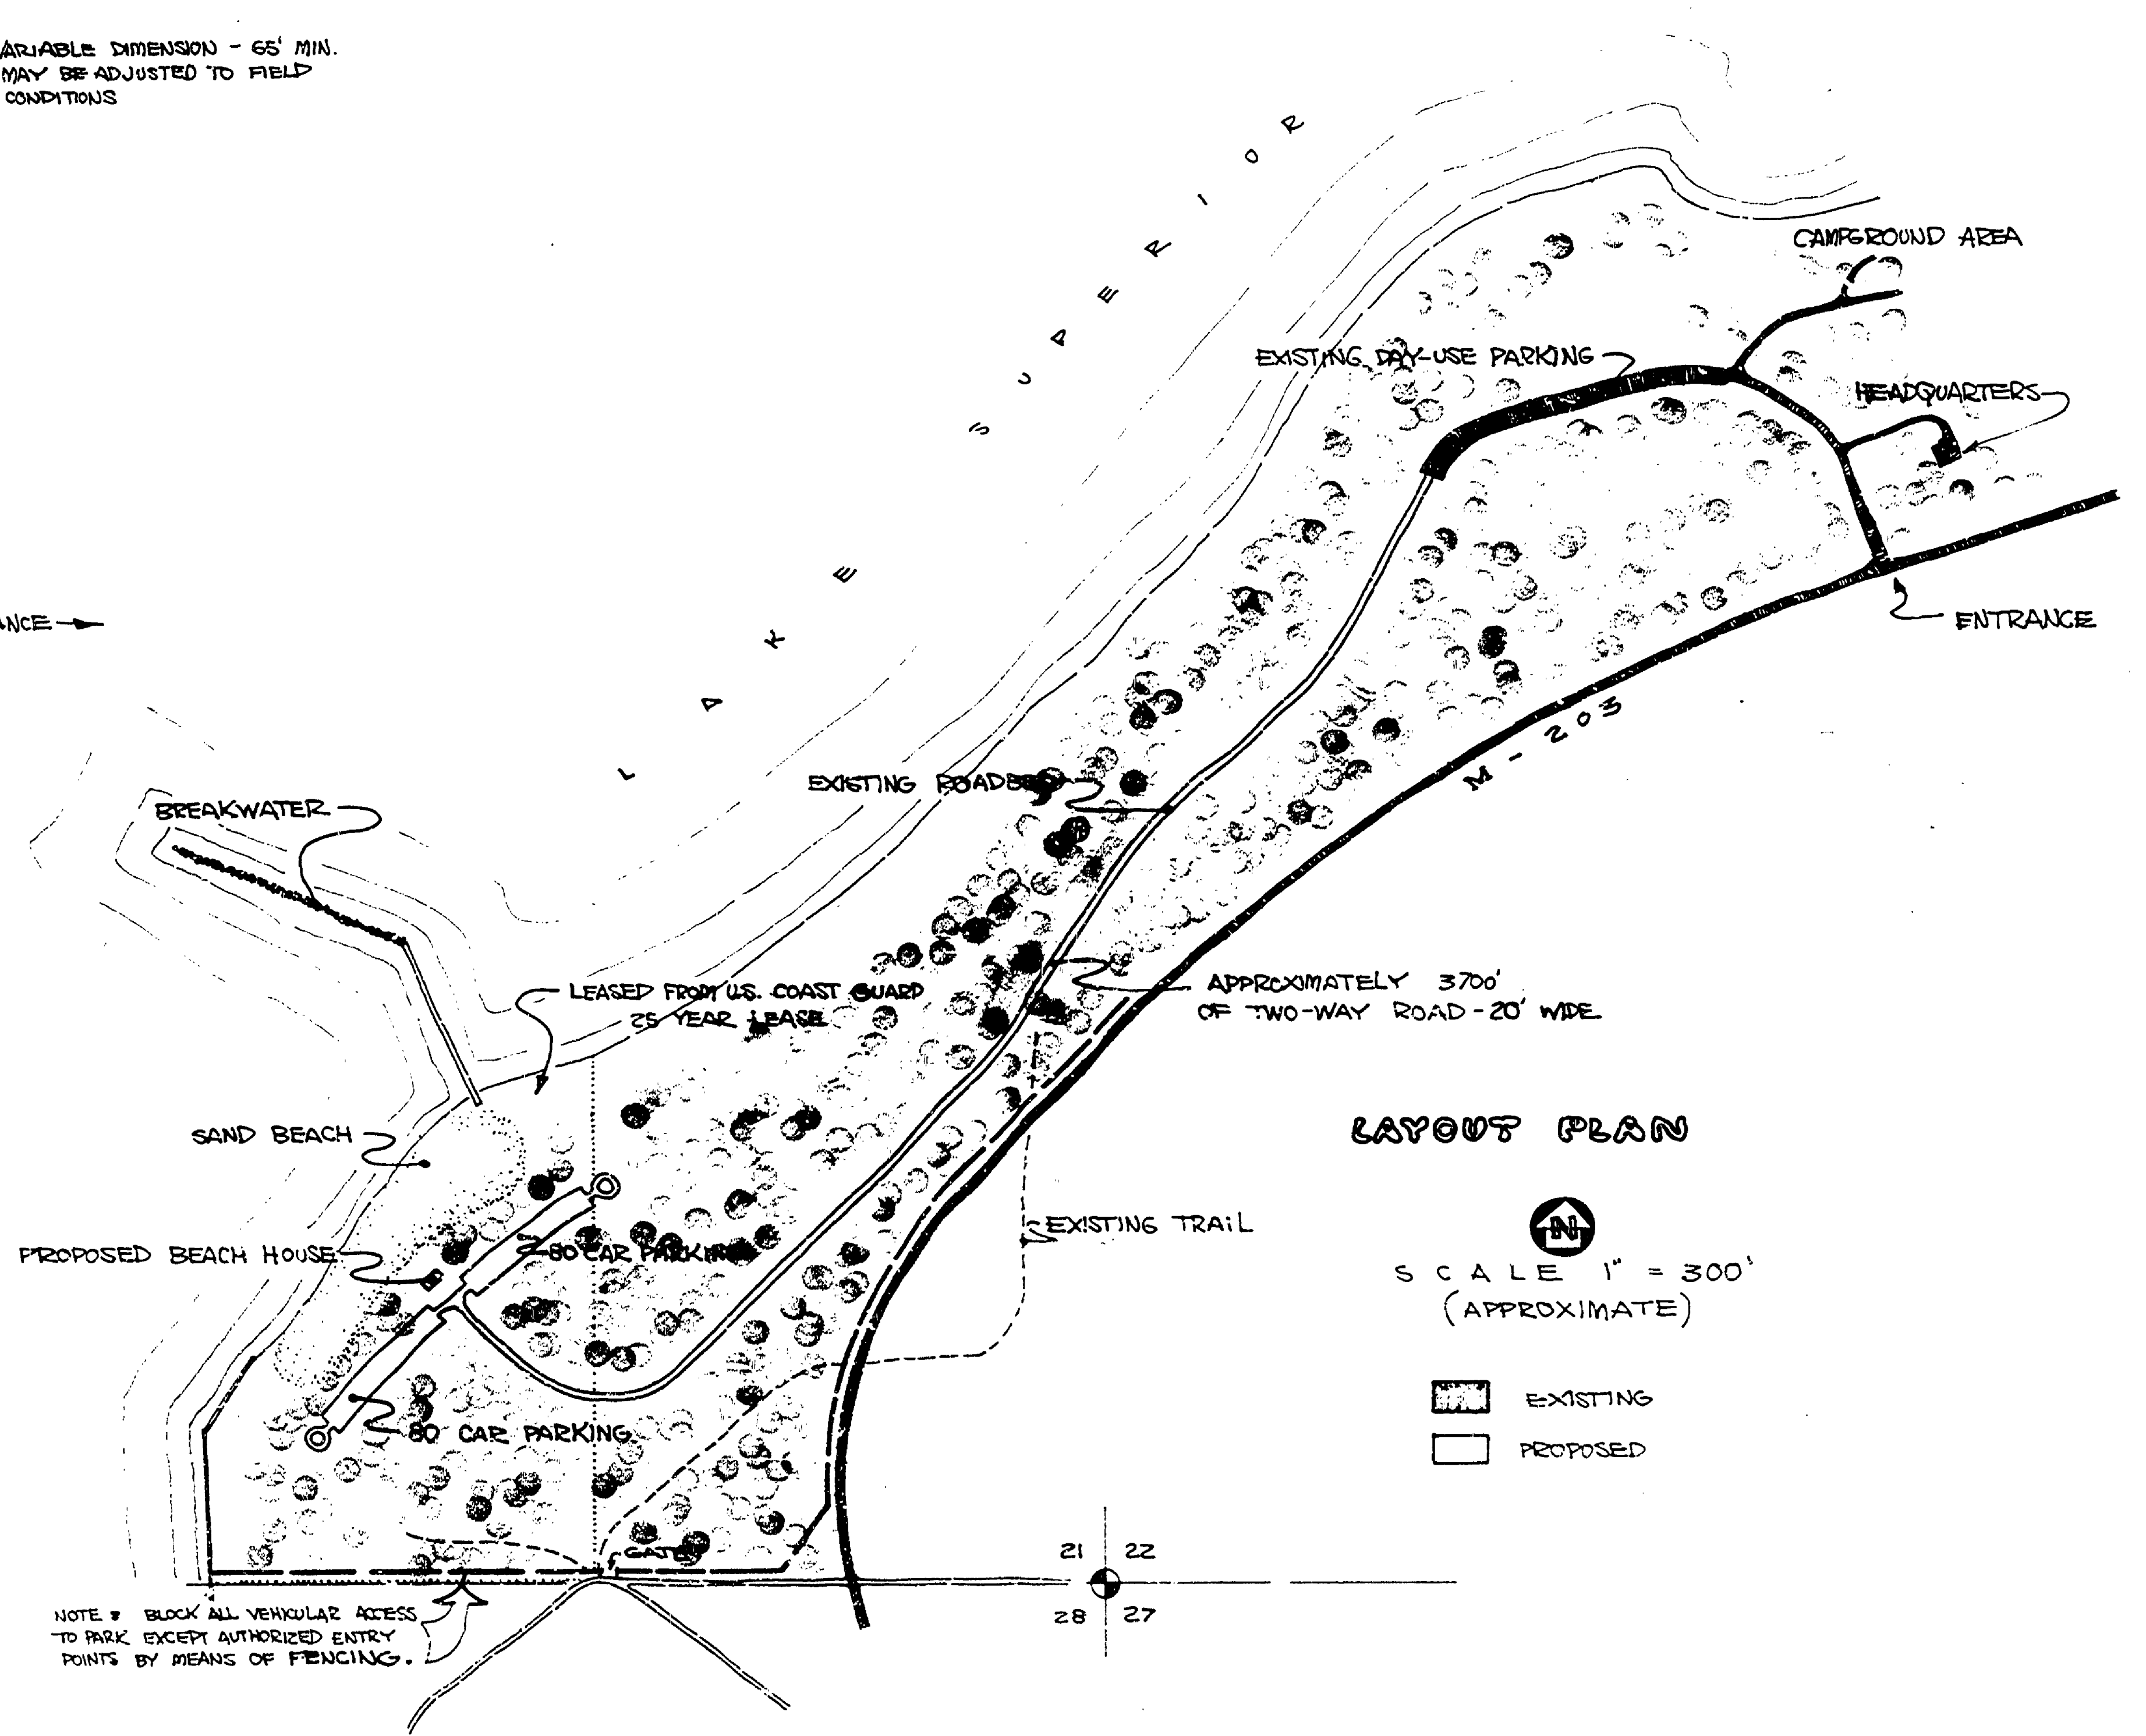 ARIABLE DIMENSION - 65' MIN.
MAY BE ADJUSTED TO FIELD
CONDITIONS
LAKE SUPERIOR
CAMPGROUND AREA
EXISTING DAY-USE PARKING
HEADQUARTERS
ANCE
ENTRANCE
M-203
EXISTING ROADBED
BREAKWATER
LEASED FROM U.S. COAST GUARD
25 YEAR LEASE
APPROXIMATELY 3700'
OF TWO-WAY ROAD - 20' WIDE
SAND BEACH
LAYOUT PLAN
N
EXISTING TRAIL
PROPOSED BEACH HOUSE
80 CAR PARKING
SCALE 1" = 300'
(APPROXIMATE)
EXISTING
80 CAR PARKING
PROPOSED
GATE
21 22
28 27
NOTE: BLOCK ALL VEHICULAR ACCESS
TO PARK EXCEPT AUTHORIZED ENTRY
POINTS BY MEANS OF FENCING.